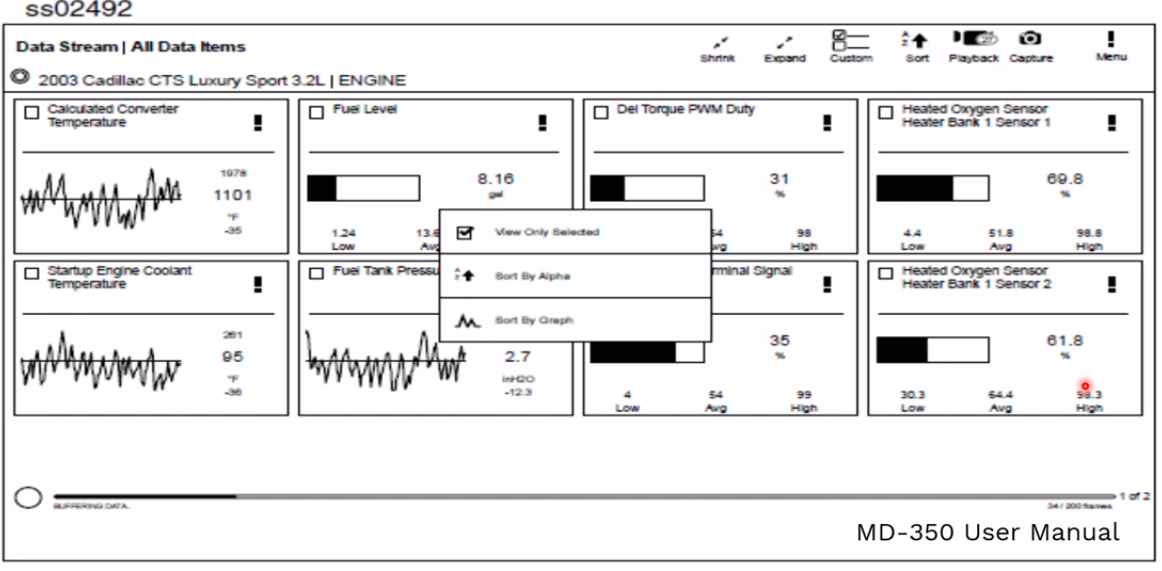 ss02492
Data Stream | All Data Items
Shrink Expand Custom Sort Playback Capture Menu
2003 Cadillac CTS Luxury Sport 3.2L | ENGINE
Calculated Converter
Temperature
1978
1101
°F
-35
Fuel Level
8.16
gal
1.24
Low
Avg
Del Torque PWM Duty
31
%
98
High
Heated Oxygen Sensor
Heater Bank 1 Sensor 1
69.8
%
4.4 51.8 98.8
Low Avg High
View Only Selected
Sort By Alpha
Sort By Graph
Startup Engine Coolant
Temperature
261
95
°F
-36
Fuel Tank Pressu
2.7
inH2O
-12.3
rminal Signal
35
%
4 54 99
Low Avg High
Heated Oxygen Sensor
Heater Bank 1 Sensor 2
61.8
%
30.3 64.4 98.3
Low Avg High
BUFFERING DATA.
34 / 200 frames
1 of 2
MD-350 User Manual